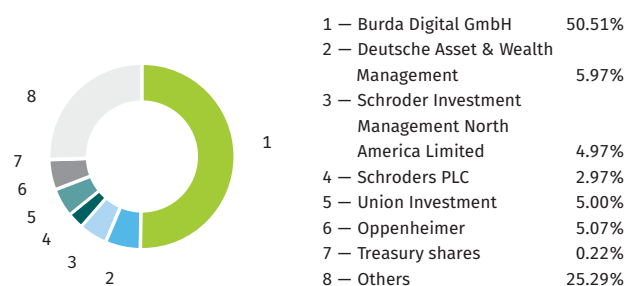 1 — Burda Digital GmbH 50.51%
2 — Deutsche Asset & Wealth
Management 5.97%
3 — Schroder Investment
Management North
America Limited 4.97%
4 — Schroders PLC 2.97%
5 — Union Investment 5.00%
6 — Oppenheimer 5.07%
7 — Treasury shares 0.22%
8 — Others 25.29%
8
1
7
6
5
4
3
2